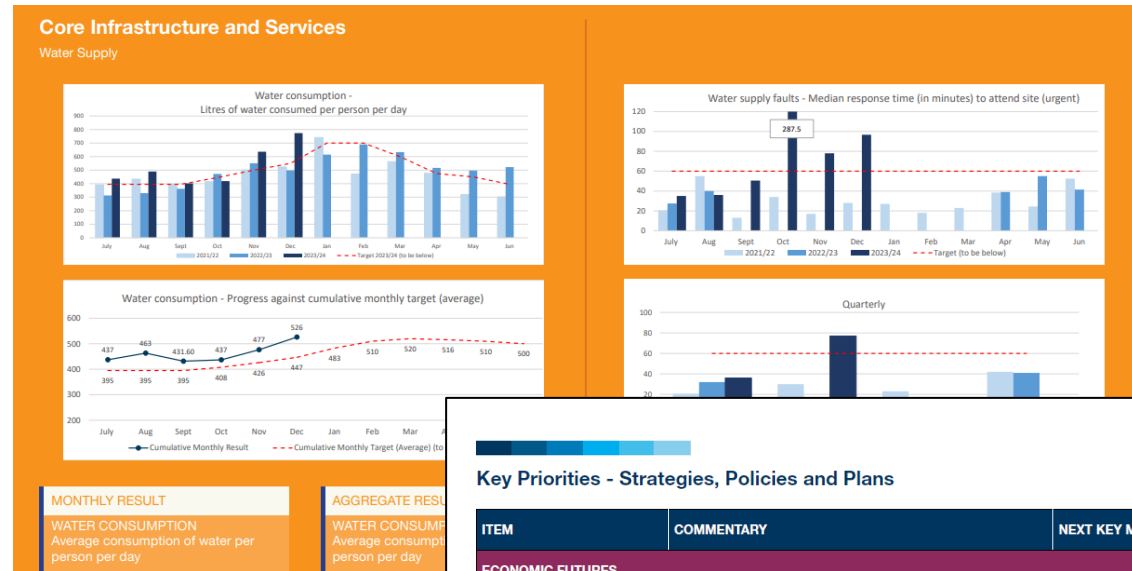 Core Infrastructure and Services
Water Supply
Water consumption -
Litres of water consumed per person per day
900
800
700
600
500
400
300
200
100
0
July Aug Sept Oct Nov Dec Jan Feb Mar Apr May Jun
2021/22 2022/23 2023/24 Target 2023/24 (to be below)
Water supply faults - Median response time (in minutes) to attend site (urgent)
120
100
80
60
40
20
0
287.5
July Aug Sept Oct Nov Dec Jan Feb Mar Apr May Jun
2021/22 2022/23 2023/24 Target (to be below)
Water consumption - Progress against cumulative monthly target (average)
600
500
400
300
200
437 463 431.60 437 477 526
395 395 395 408 426 447 483 510 520 516 510 500
July Aug Sept Oct Nov Dec Jan Feb Mar
Cumulative Monthly Result Cumulative Monthly Target (Average) (to
Quarterly
100
80
60
40
20
MONTHLY RESULT
WATER CONSUMPTION
Average consumption of water per
person per day
AGGREGATE RESU
WATER CONSUMP
Average consumpti
person per day
Key Priorities - Strategies, Policies and Plans
ITEM COMMENTARY NEXT KEY M
ECONOMIC FUTURES